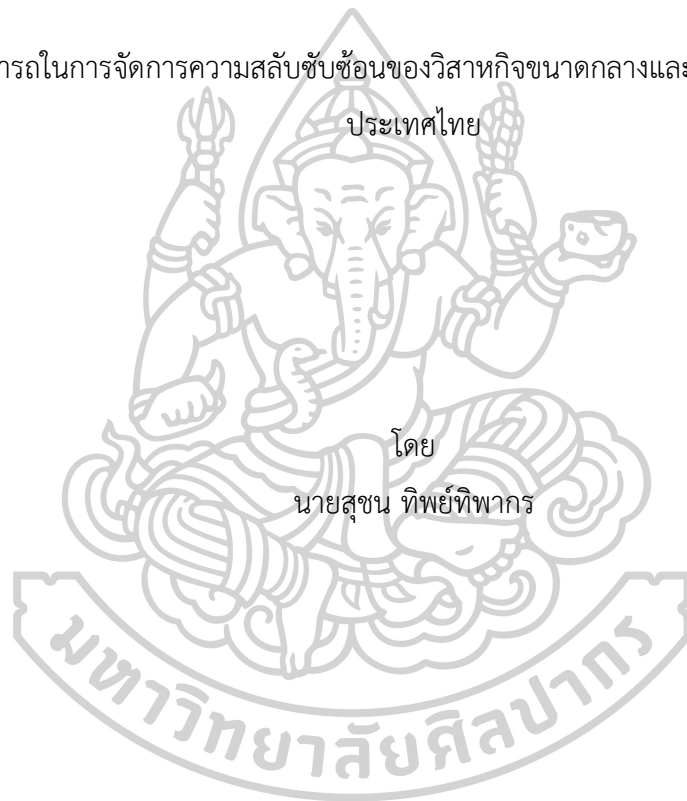 ารถในการจัดการความสลับซับซ้อนของวิสาหกิจขนาดกลางและ
ประเทศไทย
โดย
นายสุชน ทิพย์ทิพากร
มหาวิทยาลัยศิลปากร